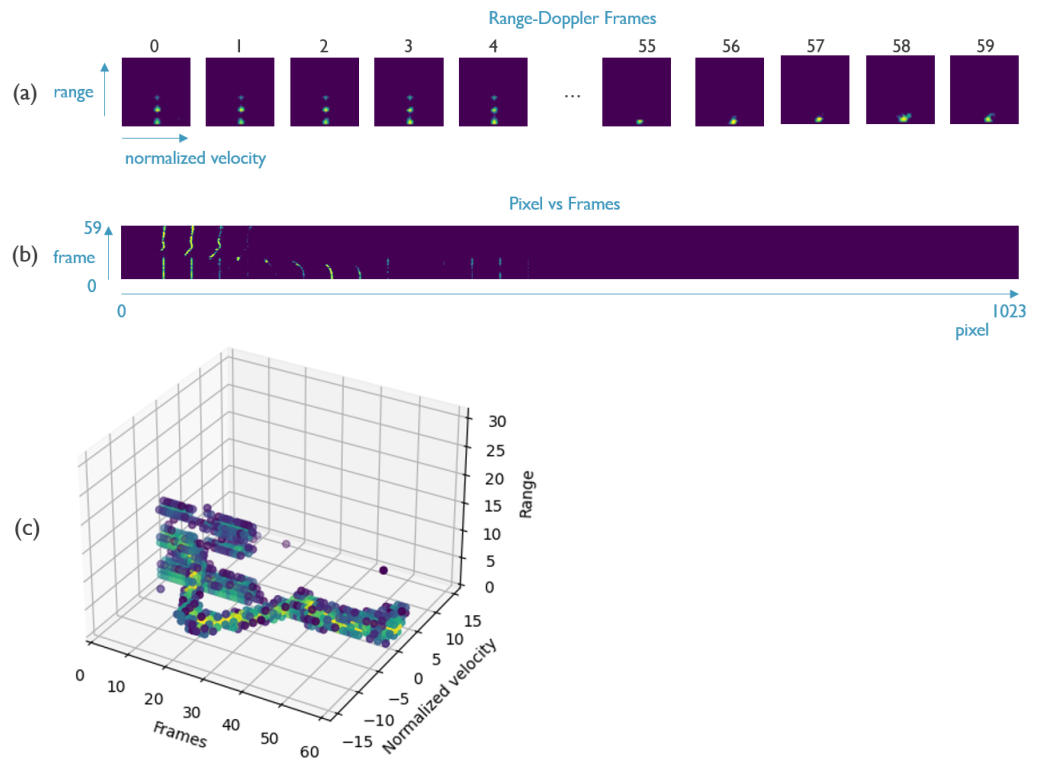 Range-Doppler Frames
0 1 2 3 4 55 56 57 58 59
(a) range ...
normalized velocity
Pixel vs Frames
59
(b) frame
0
0 1023
pixel
(c)
30
25
20
15
10
5
0
Range
0 10 20 30 40 50 60
Frames
−15 −10 −5 0 5 10 15
Normalized velocity